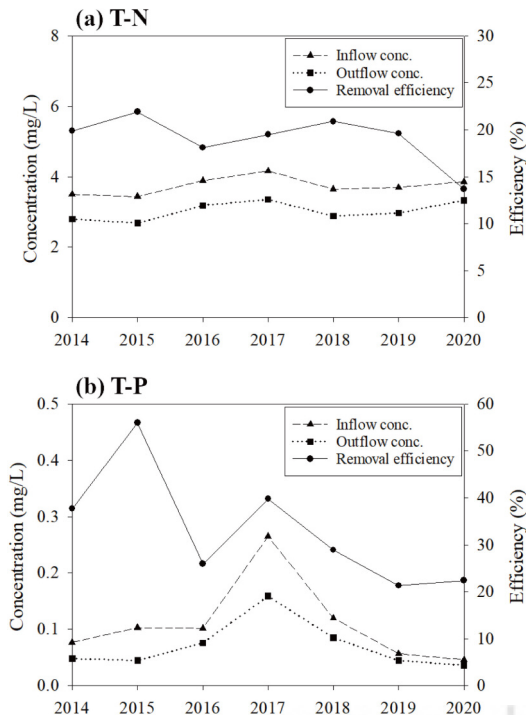 (a) T-N
8
6
4
2
0
Concentration (mg/L)
Inflow conc.
Outflow conc.
Removal efficiency
30
25
20
15
10
5
0
Efficiency (%)
2014 2015 2016 2017 2018 2019 2020
(b) T-P
0.5
0.4
0.3
0.2
0.1
0.0
Concentration (mg/L)
Inflow conc.
Outflow conc.
Removal efficiency
60
50
40
30
20
10
0
Efficiency (%)
2014 2015 2016 2017 2018 2019 2020